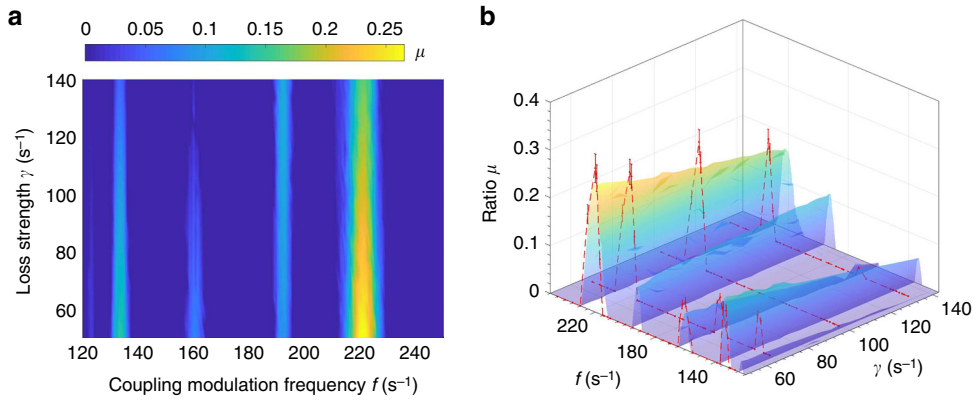 a
0 0.05 0.1 0.15 0.2 0.25
μ
140
120
100
80
60
Loss strength γ (s⁻¹)
120 140 160 180 200 220 240
Coupling modulation frequency f (s⁻¹)
b
0.4
0.3
0.2
0.1
0
Ratio μ
220
180
140
f (s⁻¹)
60
80
100
120
140
γ (s⁻¹)